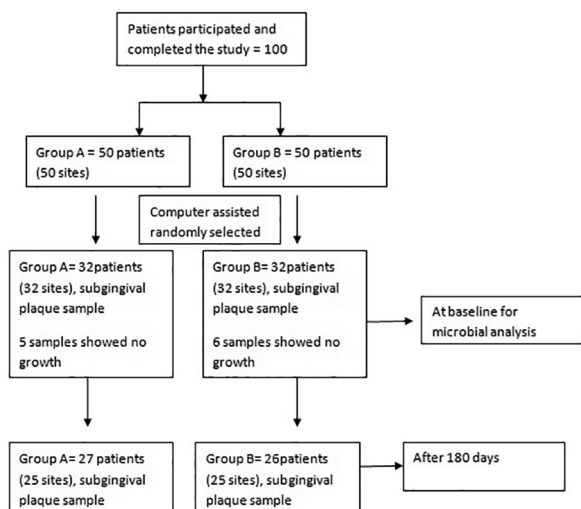 Patients participated and
completed the study = 100
Group A = 50 patients
(50 sites)
Group B = 50 patients
(50 sites)
Computer assisted
randomly selected
Group A= 32patients
(32 sites), subgingival
plaque sample
5 samples showed no
growth
Group B= 32patients
(32 sites), subgingival
plaque sample
6 samples showed no
growth
At baseline for
microbial analysis
Group A= 27 patients
(25 sites), subgingival
plaque sample
Group B= 26patients
(25 sites), subgingival
plaque sample
After 180 days